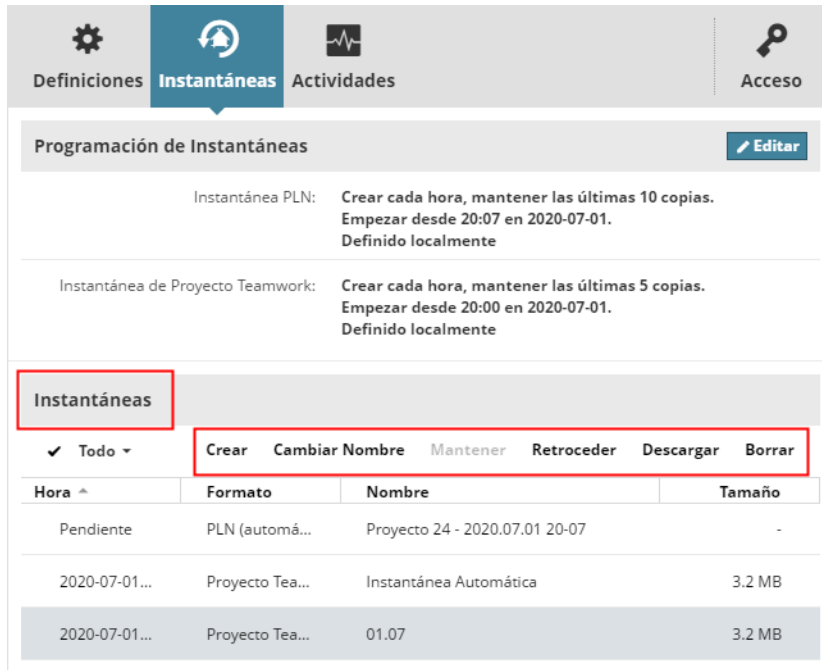 Definiciones Instantáneas Actividades Acceso
Programación de Instantáneas Editar
Instantánea PLN: Crear cada hora, mantener las últimas 10 copias.
Empezar desde 20:07 en 2020-07-01.
Definido localmente
Instantánea de Proyecto Teamwork: Crear cada hora, mantener las últimas 5 copias.
Empezar desde 20:00 en 2020-07-01.
Definido localmente
Instantáneas
Todo Crear Cambiar Nombre Mantener Retroceder Descargar Borrar
Hora Formato Nombre Tamaño
Pendiente PLN (automá... Proyecto 24 - 2020.07.01 20-07 -
2020-07-01... Proyecto Tea... Instantánea Automática 3.2 MB
2020-07-01... Proyecto Tea... 01.07 3.2 MB